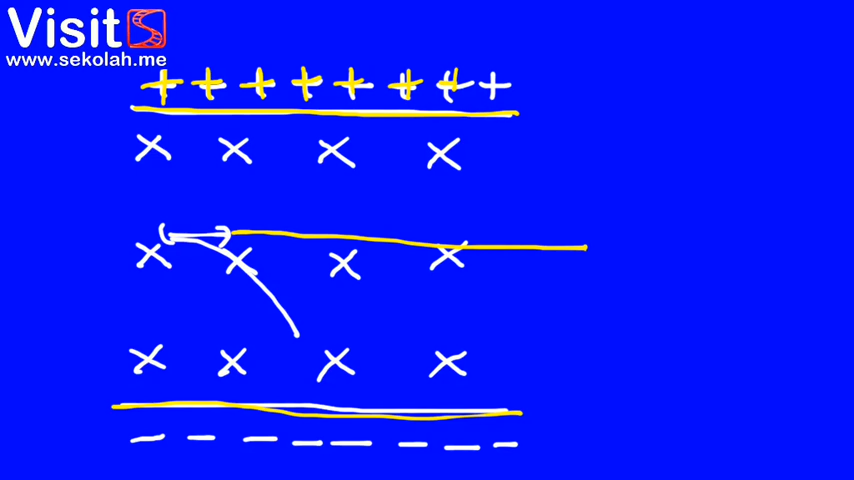 Visit S
www.sekolah.me
+ + + + + + + +
× × × ×
× × × ×
× × × ×
− − − − − − − −